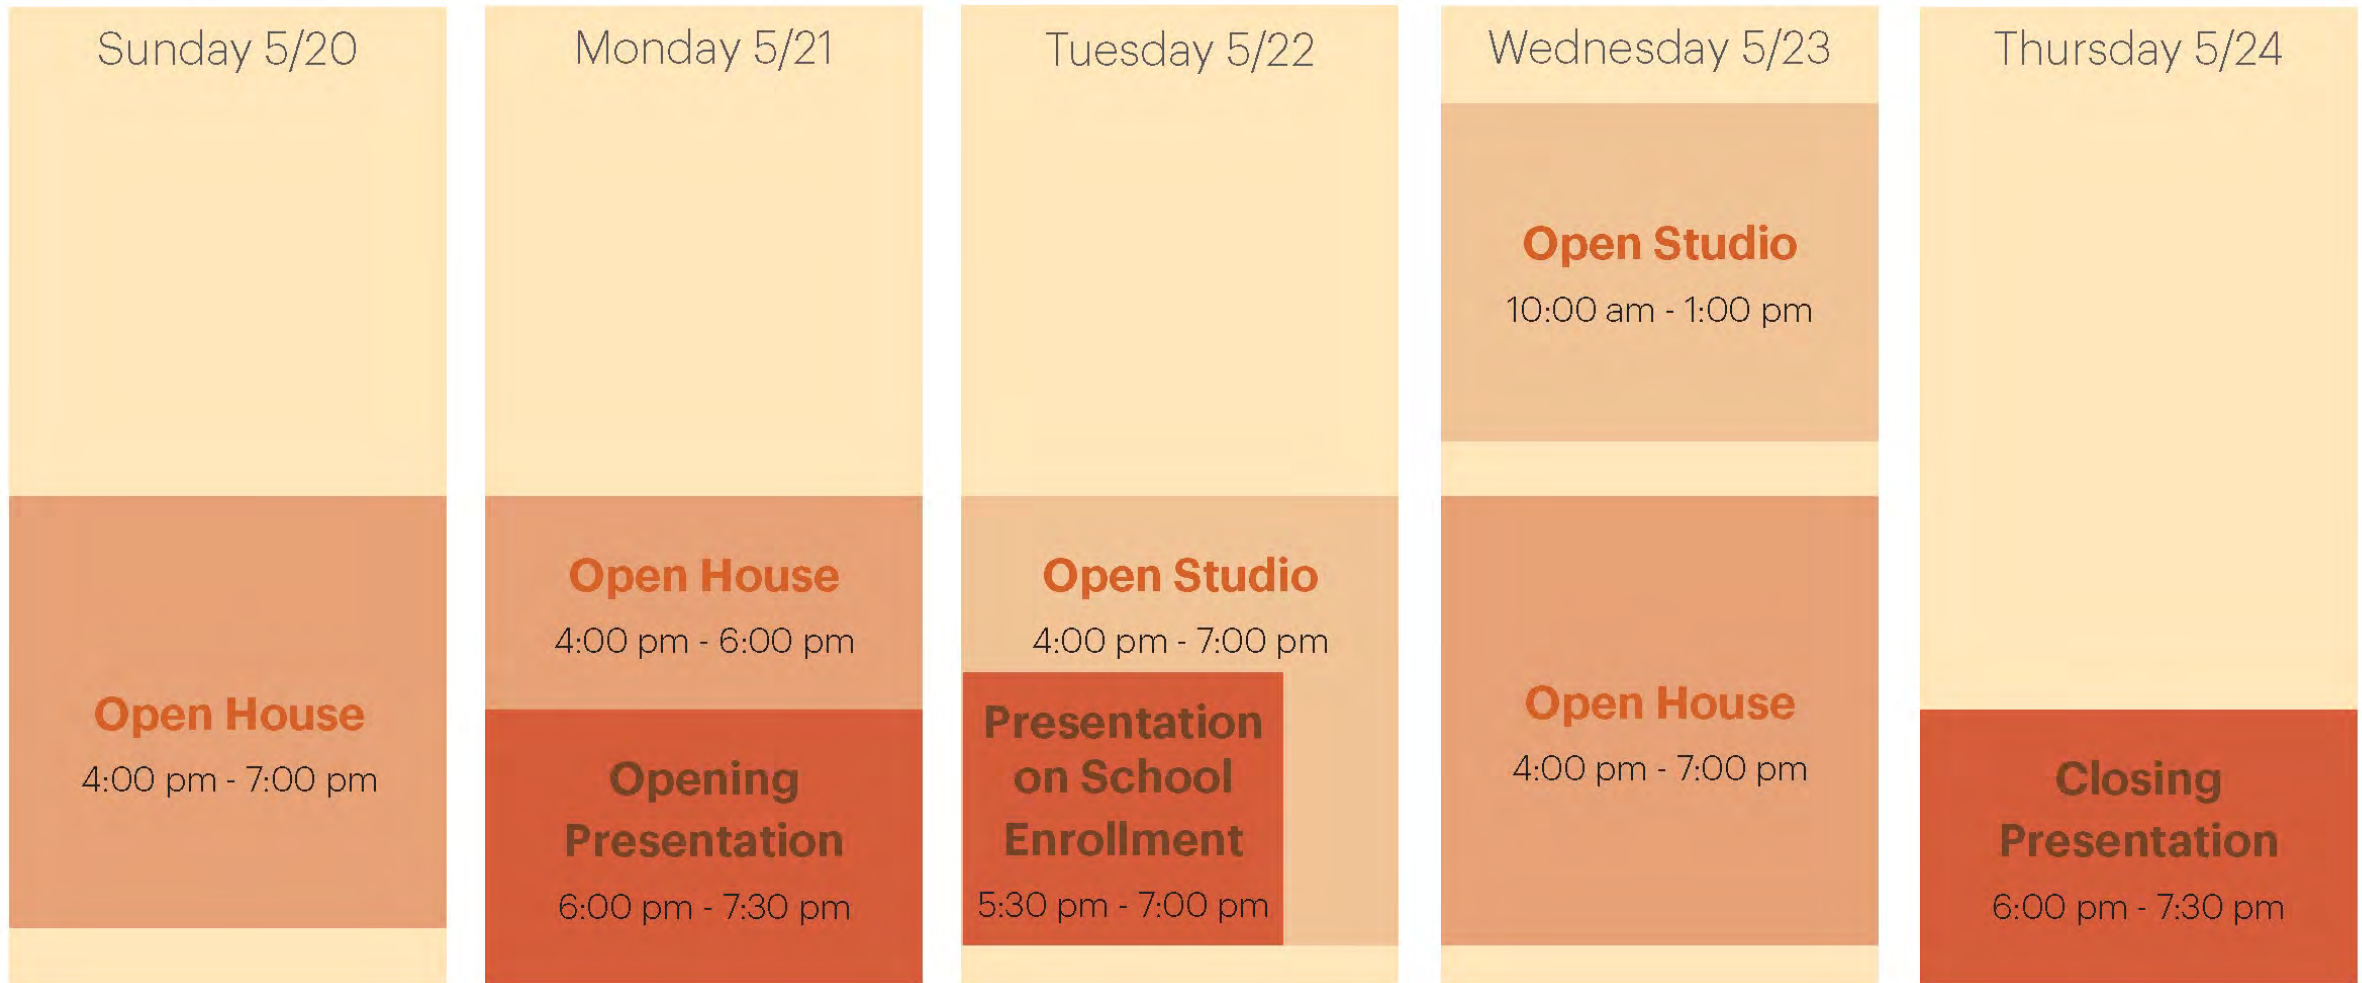 Sunday 5/20
Open House
4:00 pm - 7:00 pm
Monday 5/21
Open House
4:00 pm - 6:00 pm
Opening
Presentation
6:00 pm - 7:30 pm
Tuesday 5/22
Open Studio
4:00 pm - 7:00 pm
Presentation
on School
Enrollment
5:30 pm - 7:00 pm
Wednesday 5/23
Open Studio
10:00 am - 1:00 pm
Open House
4:00 pm - 7:00 pm
Thursday 5/24
Closing
Presentation
6:00 pm - 7:30 pm